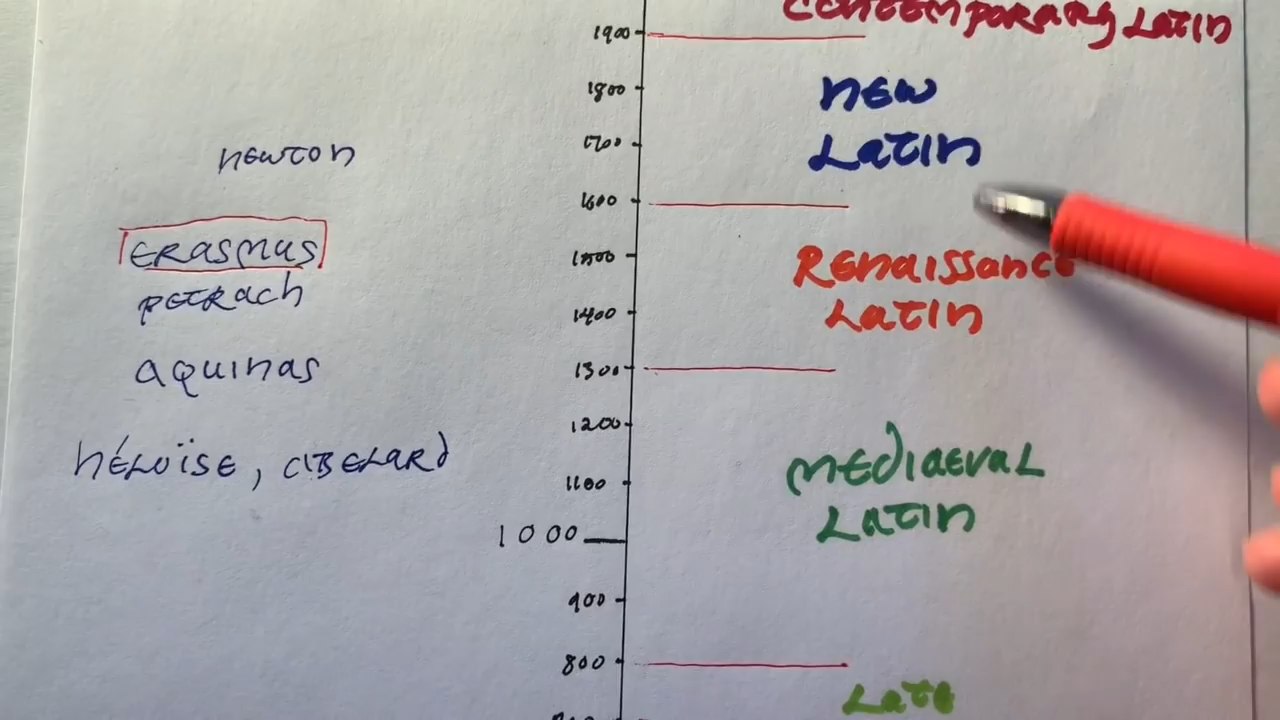 Contemporary Latin
1900
New
1800
Latin
1700
newton
1600
Erasmus
1500
Renaissance
petrach
1400
Latin
aquinas
1300
1200
héloïse, abelard
Mediaeval
1100
Latin
1000
900
800
Late